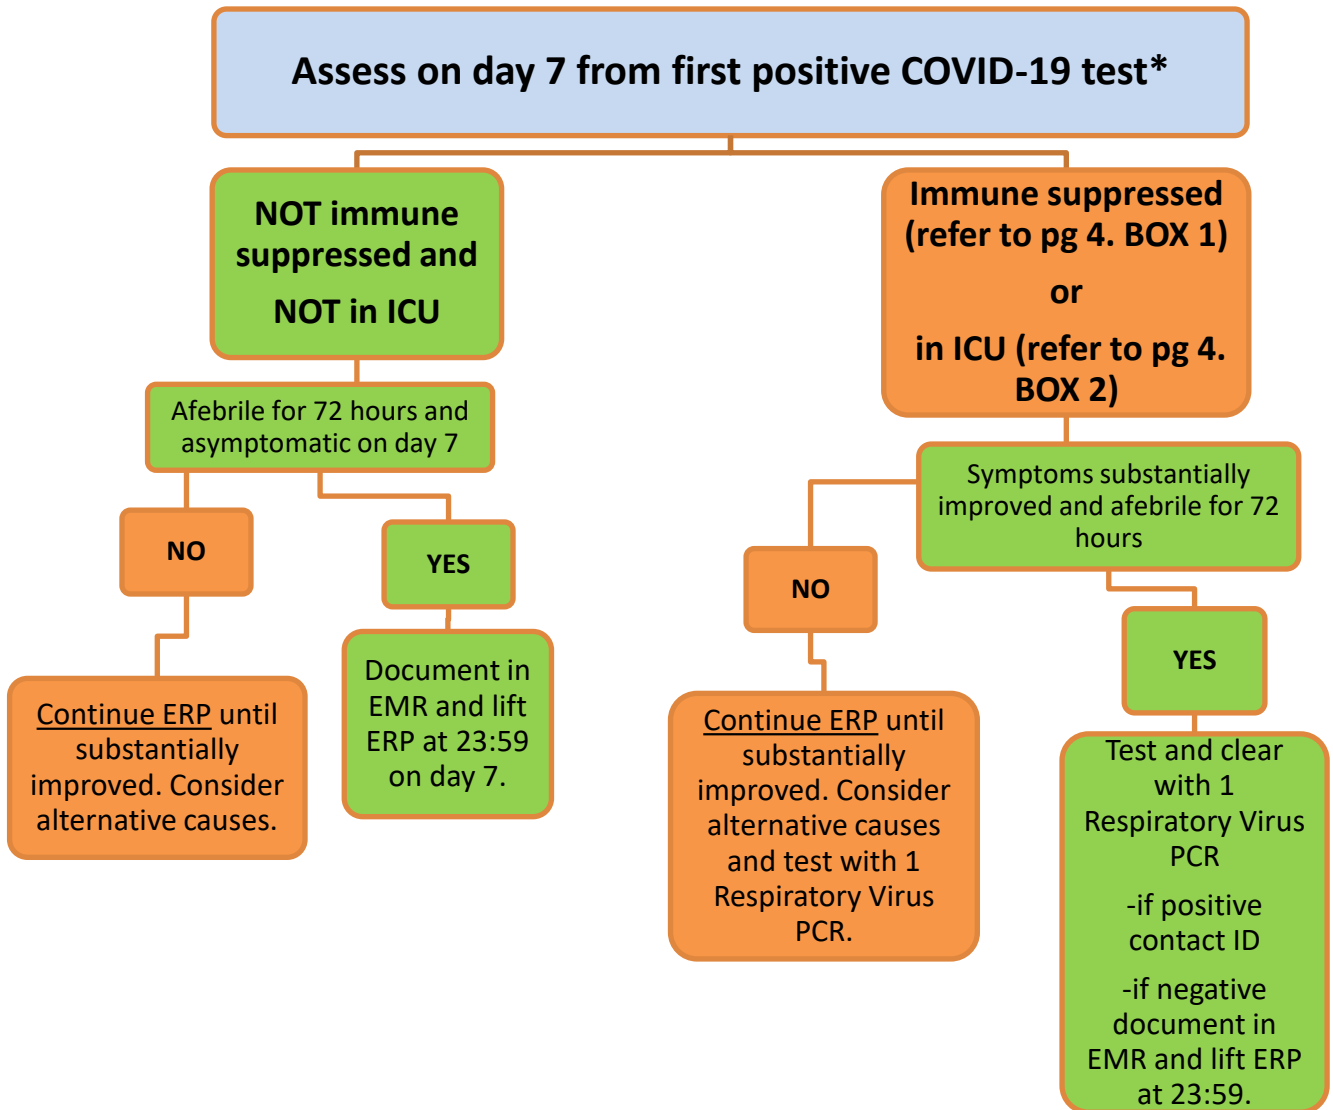 Assess on day 7 from first positive COVID-19 test*
NOT immune
suppressed and
NOT in ICU
Immune suppressed
(refer to pg 4. BOX 1)
or
in ICU (refer to pg 4.
BOX 2)
Afebrile for 72 hours and
asymptomatic on day 7
Symptoms substantially
improved and afebrile for 72
hours
NO
YES
NO
YES
Continue ERP until
substantially
improved. Consider
alternative causes.
Document in
EMR and lift
ERP at 23:59
on day 7.
Continue ERP until
substantially
improved. Consider
alternative causes
and test with 1
Respiratory Virus
PCR.
Test and clear
with 1
Respiratory Virus
PCR
-if positive
contact ID
-if negative
document in
EMR and lift ERP
at 23:59.